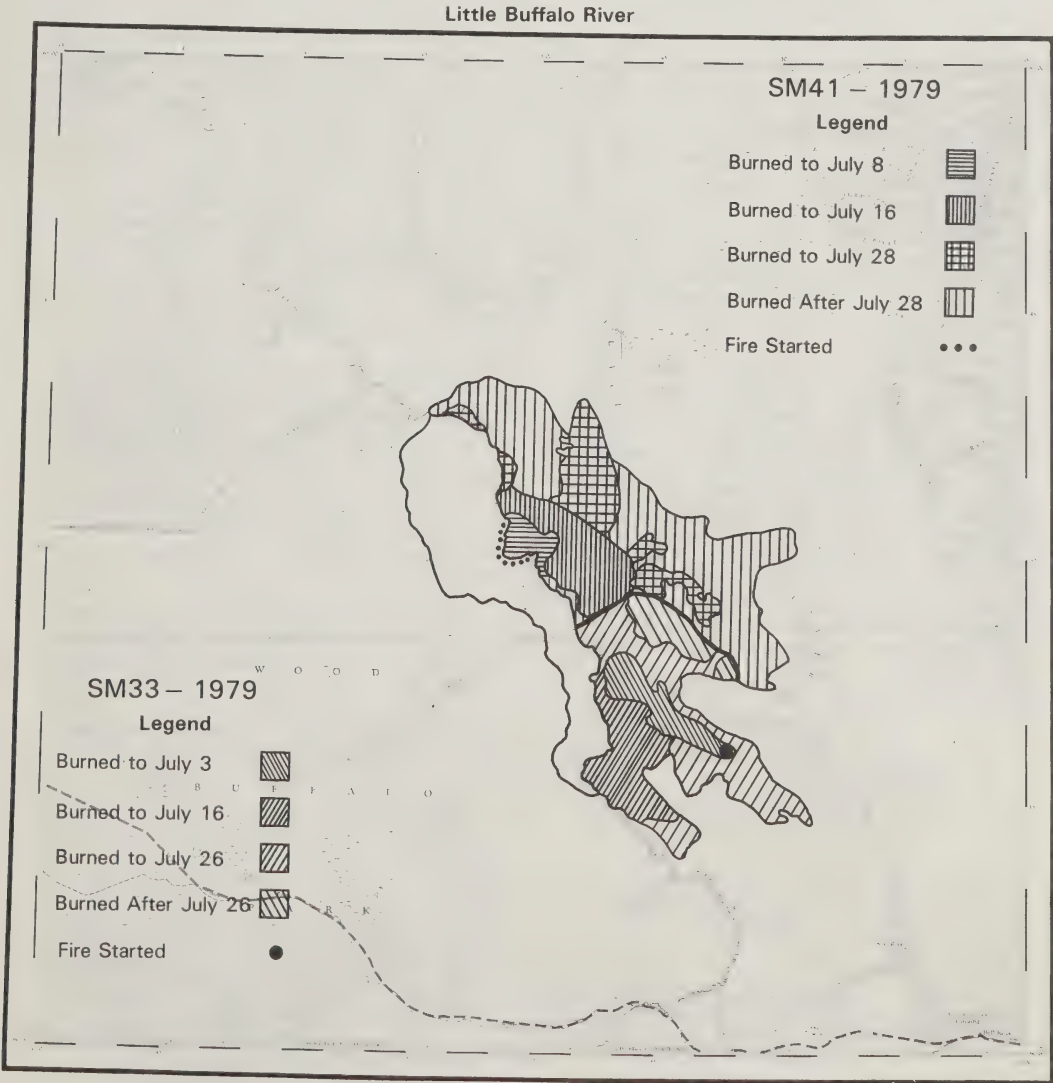 Little Buffalo River
SM41 – 1979
Legend
Burned to July 8
Burned to July 16
Burned to July 28
Burned After July 28
Fire Started
W O O D
SM33 – 1979
Legend
Burned to July 3
B U F F A L O
Burned to July 16
Burned to July 26
Burned After July 26
A R K
Fire Started